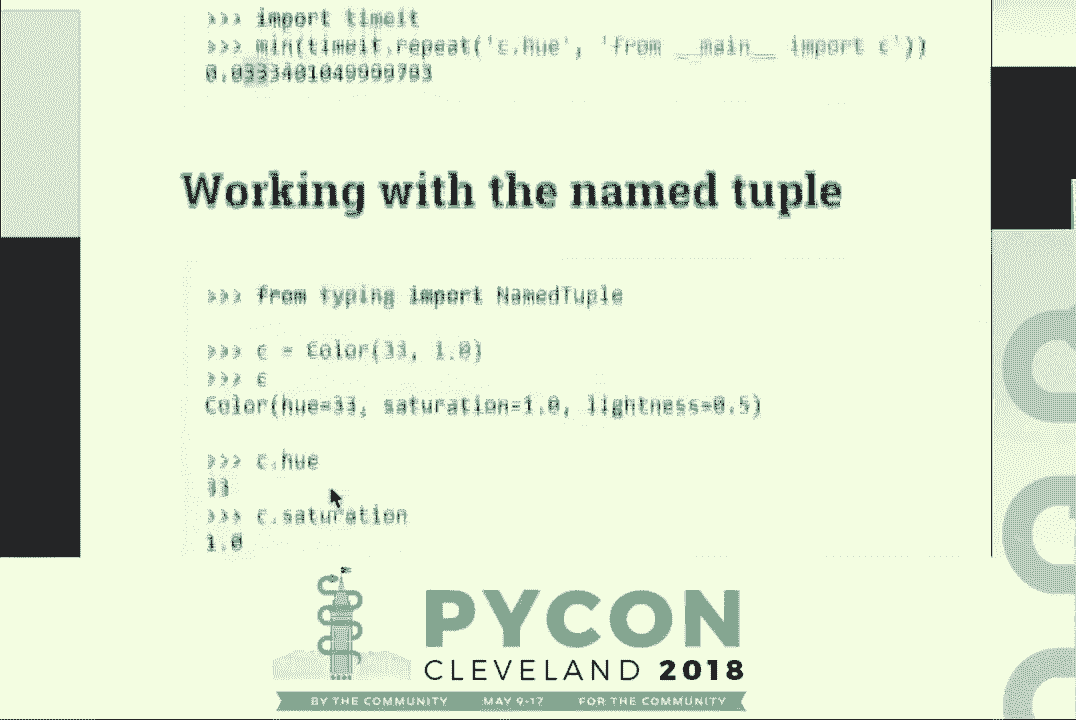 >>> import timeit
>>> min(timeit.repeat('c.hue', 'from __main__ import c'))
0.0333401049999703
Working with the named tuple
>>> from typing import NamedTuple
>>> c = Color(33, 1.0)
>>> c
Color(hue=33, saturation=1.0, lightness=0.5)
>>> c.hue
33
>>> c.saturation
1.0
PYCON
CLEVELAND 2018
BY THE COMMUNITY MAY 9-17 FOR THE COMMUNITY